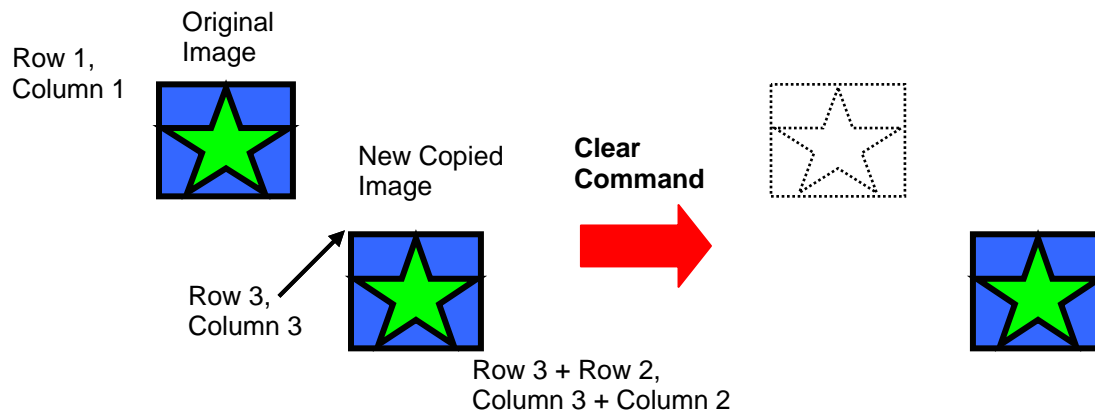 Original
Image
Row 1,
Column 1
New Copied
Image
Clear
Command
Row 3,
Column 3
Row 3 + Row 2,
Column 3 + Column 2